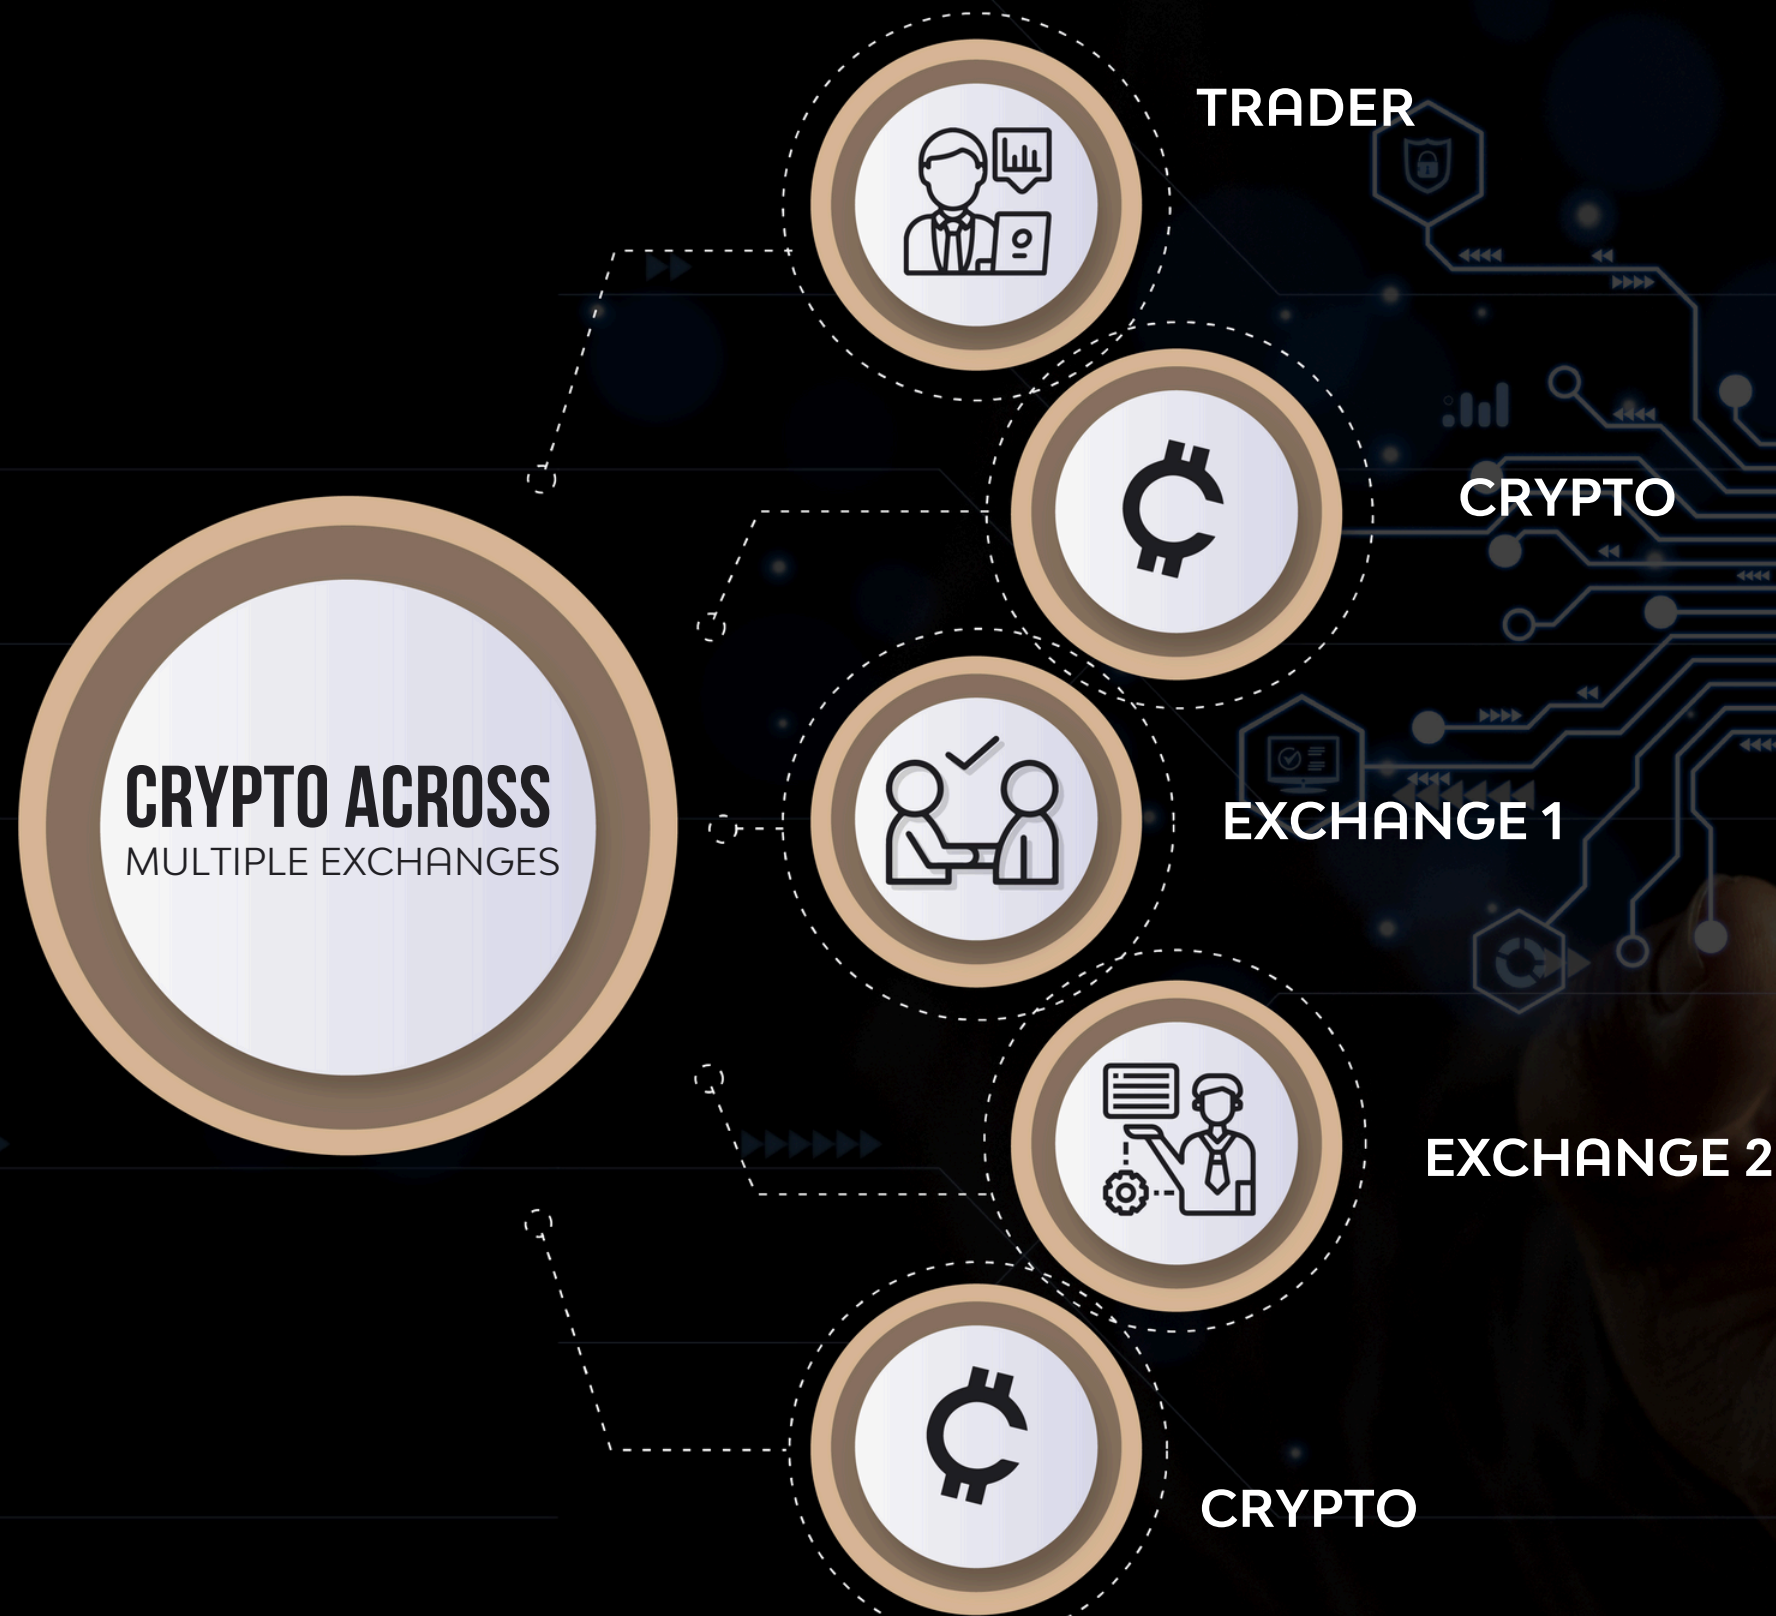 TRADER
CRYPTO
CRYPTO ACROSS
MULTIPLE EXCHANGES
EXCHANGE 1
EXCHANGE 2
CRYPTO